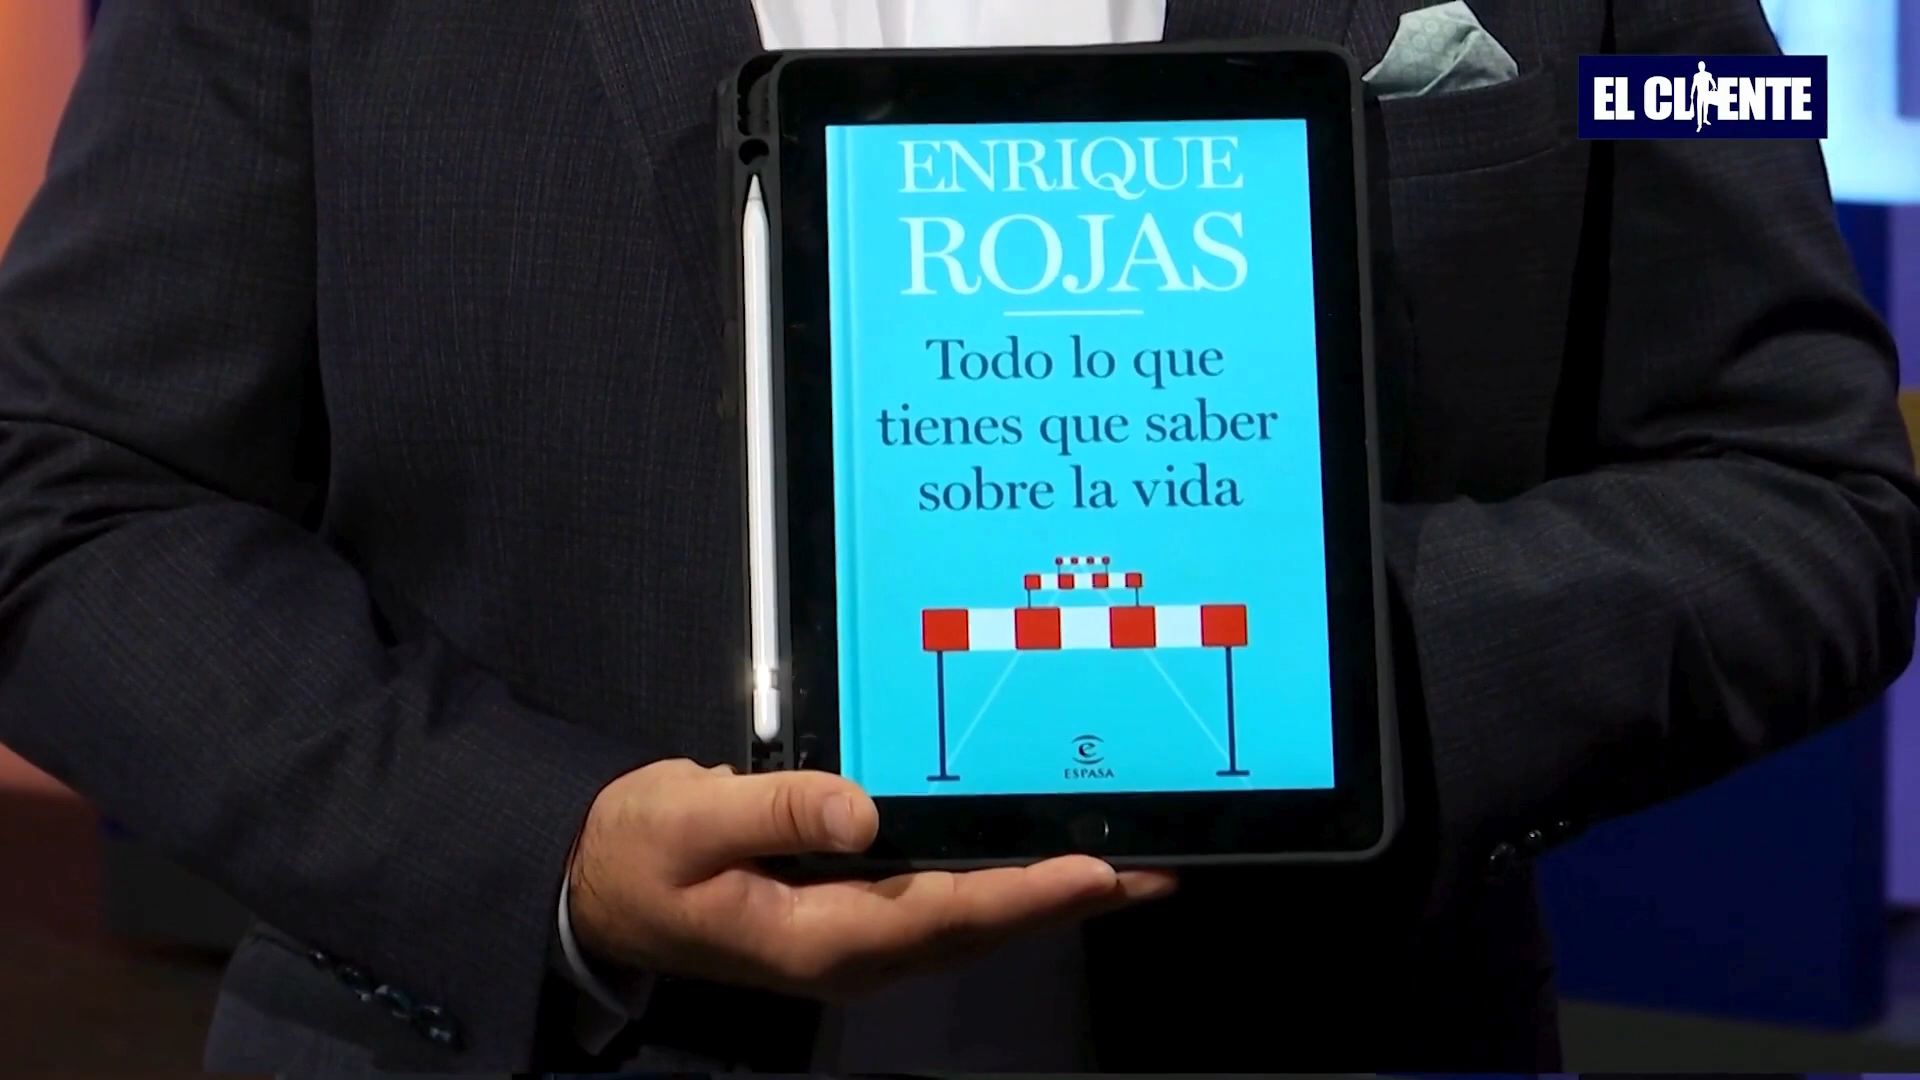 EL CLIENTE
ENRIQUE
ROJAS
Todo lo que
tienes que saber
sobre la vida
e
ESPASA